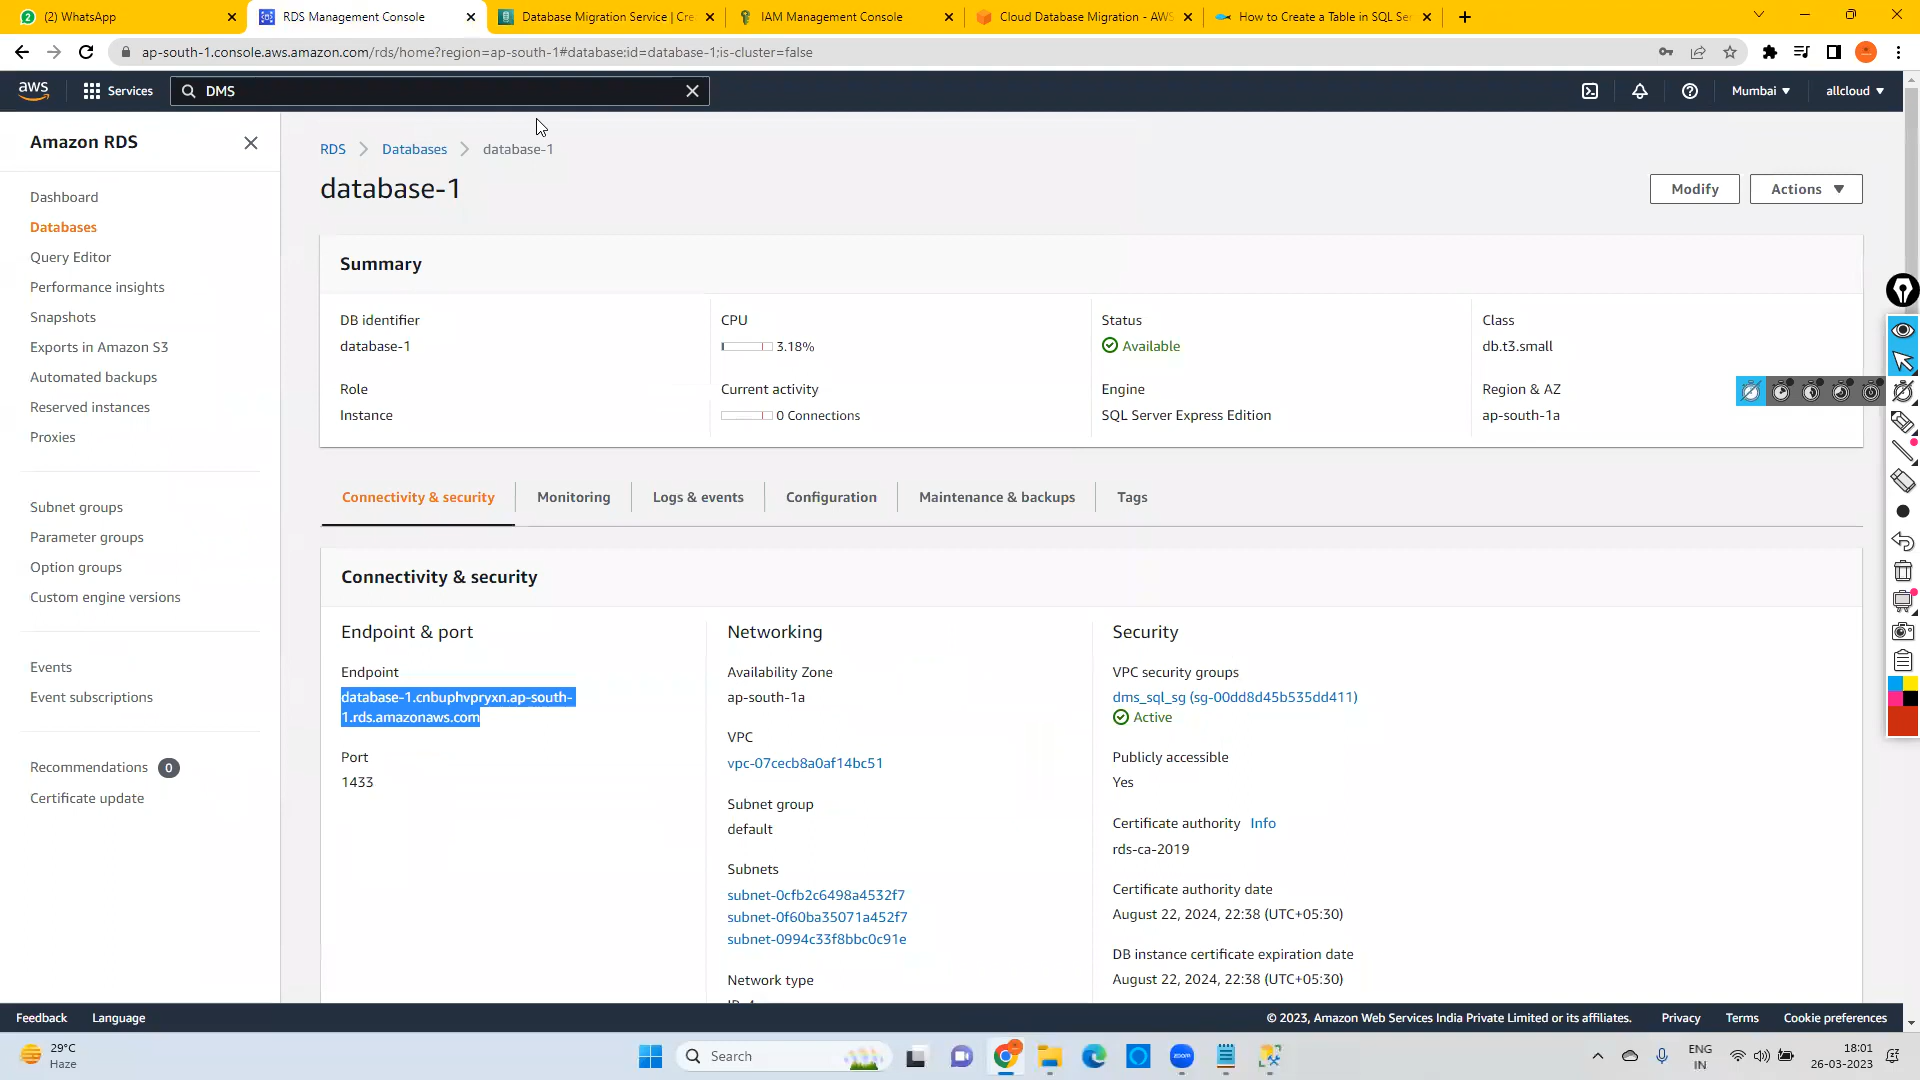 (2) WhatsApp
RDS Management Console
Database Migration Service | Cre
IAM Management Console
Cloud Database Migration - AWS
How to Create a Table in SQL Se
ap-south-1.console.aws.amazon.com/rds/home?region=ap-south-1#database:id=database-1;is-cluster=false
aws
Services
DMS
Mumbai
allcloud
Amazon RDS
Dashboard
Databases
Query Editor
Performance insights
Snapshots
Exports in Amazon S3
Automated backups
Reserved instances
Proxies
Subnet groups
Parameter groups
Option groups
Custom engine versions
Events
Event subscriptions
Recommendations 0
Certificate update
RDS
Databases
database-1
database-1
Modify
Actions
Summary
DB identifier
database-1
CPU
3.18%
Status
Available
Class
db.t3.small
Role
Instance
Current activity
0 Connections
Engine
SQL Server Express Edition
Region & AZ
ap-south-1a
Connectivity & security
Monitoring
Logs & events
Configuration
Maintenance & backups
Tags
Connectivity & security
Endpoint & port
Endpoint
database-1.cnbuphvpryxn.ap-south-
1.rds.amazonaws.com
Port
1433
Networking
Availability Zone
ap-south-1a
VPC
vpc-07cecb8a0af14bc51
Subnet group
default
Subnets
subnet-0cfb2c6498a4532f7
subnet-0f60ba35071a452f7
subnet-0994c33f8bbc0c91e
Network type
Security
VPC security groups
dms_sql_sg (sg-00dd8d45b535dd411)
Active
Publicly accessible
Yes
Certificate authority Info
rds-ca-2019
Certificate authority date
August 22, 2024, 22:38 (UTC+05:30)
DB instance certificate expiration date
August 22, 2024, 22:38 (UTC+05:30)
Feedback
Language
© 2023, Amazon Web Services India Private Limited or its affiliates.
Privacy
Terms
Cookie preferences
29°C
Haze
Search
zoom
ENG
IN
18:01
26-03-2023